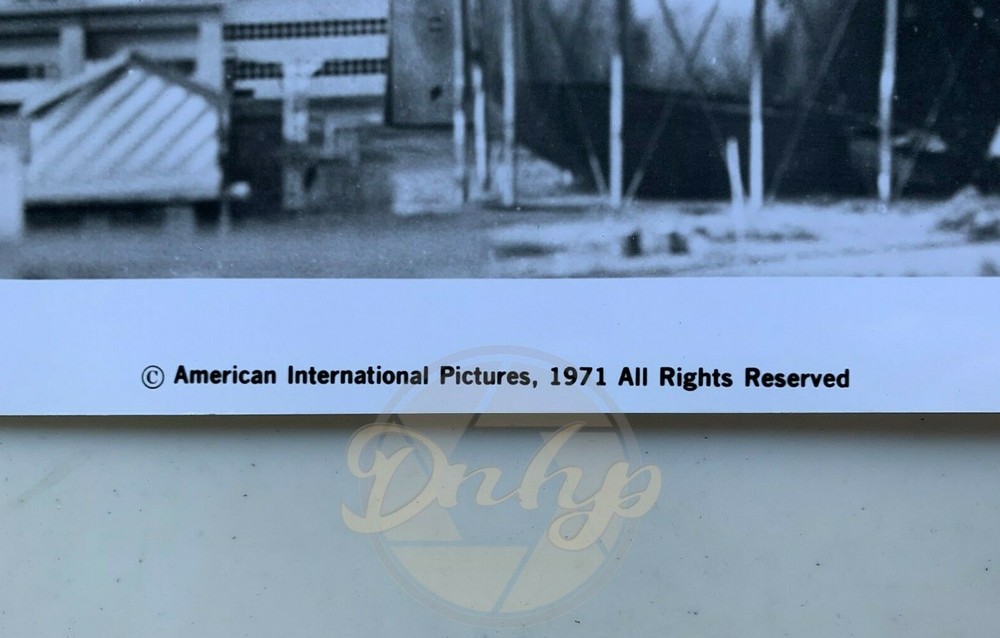 © American International Pictures, 1971 All Rights Reserved
Dnhp